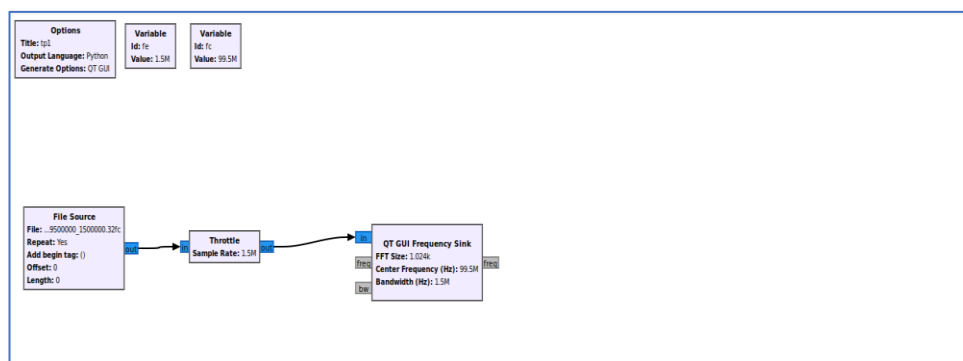 Options
Title: tp1
Output Language: Python
Generate Options: QT GUI
Variable
Id: fe
Value: 1.5M
Variable
Id: fc
Value: 99.5M
File Source
File: ...9500000_1500000.32fc
Repeat: Yes
Add begin tag: ()
Offset: 0
Length: 0
out
in
Throttle
Sample Rate: 1.5M
out
in
freq
bw
QT GUI Frequency Sink
FFT Size: 1.024k
Center Frequency (Hz): 99.5M
Bandwidth (Hz): 1.5M
freq